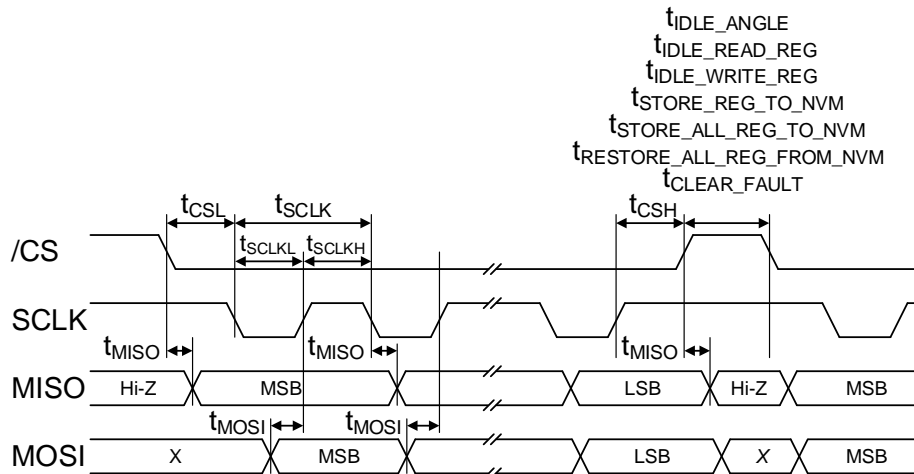 tIDLE_ANGLE
tIDLE_READ_REG
tIDLE_WRITE_REG
tSTORE_REG_TO_NVM
tSTORE_ALL_REG_TO_NVM
tRESTORE_ALL_REG_FROM_NVM
tCLEAR_FAULT
tCSL tSCLK tCSH
/CS tSCLKL tSCLKH
SCLK
tMISO tMISO tMISO
MISO Hi-Z MSB LSB Hi-Z MSB
tMOSI tMOSI
MOSI X MSB LSB X MSB